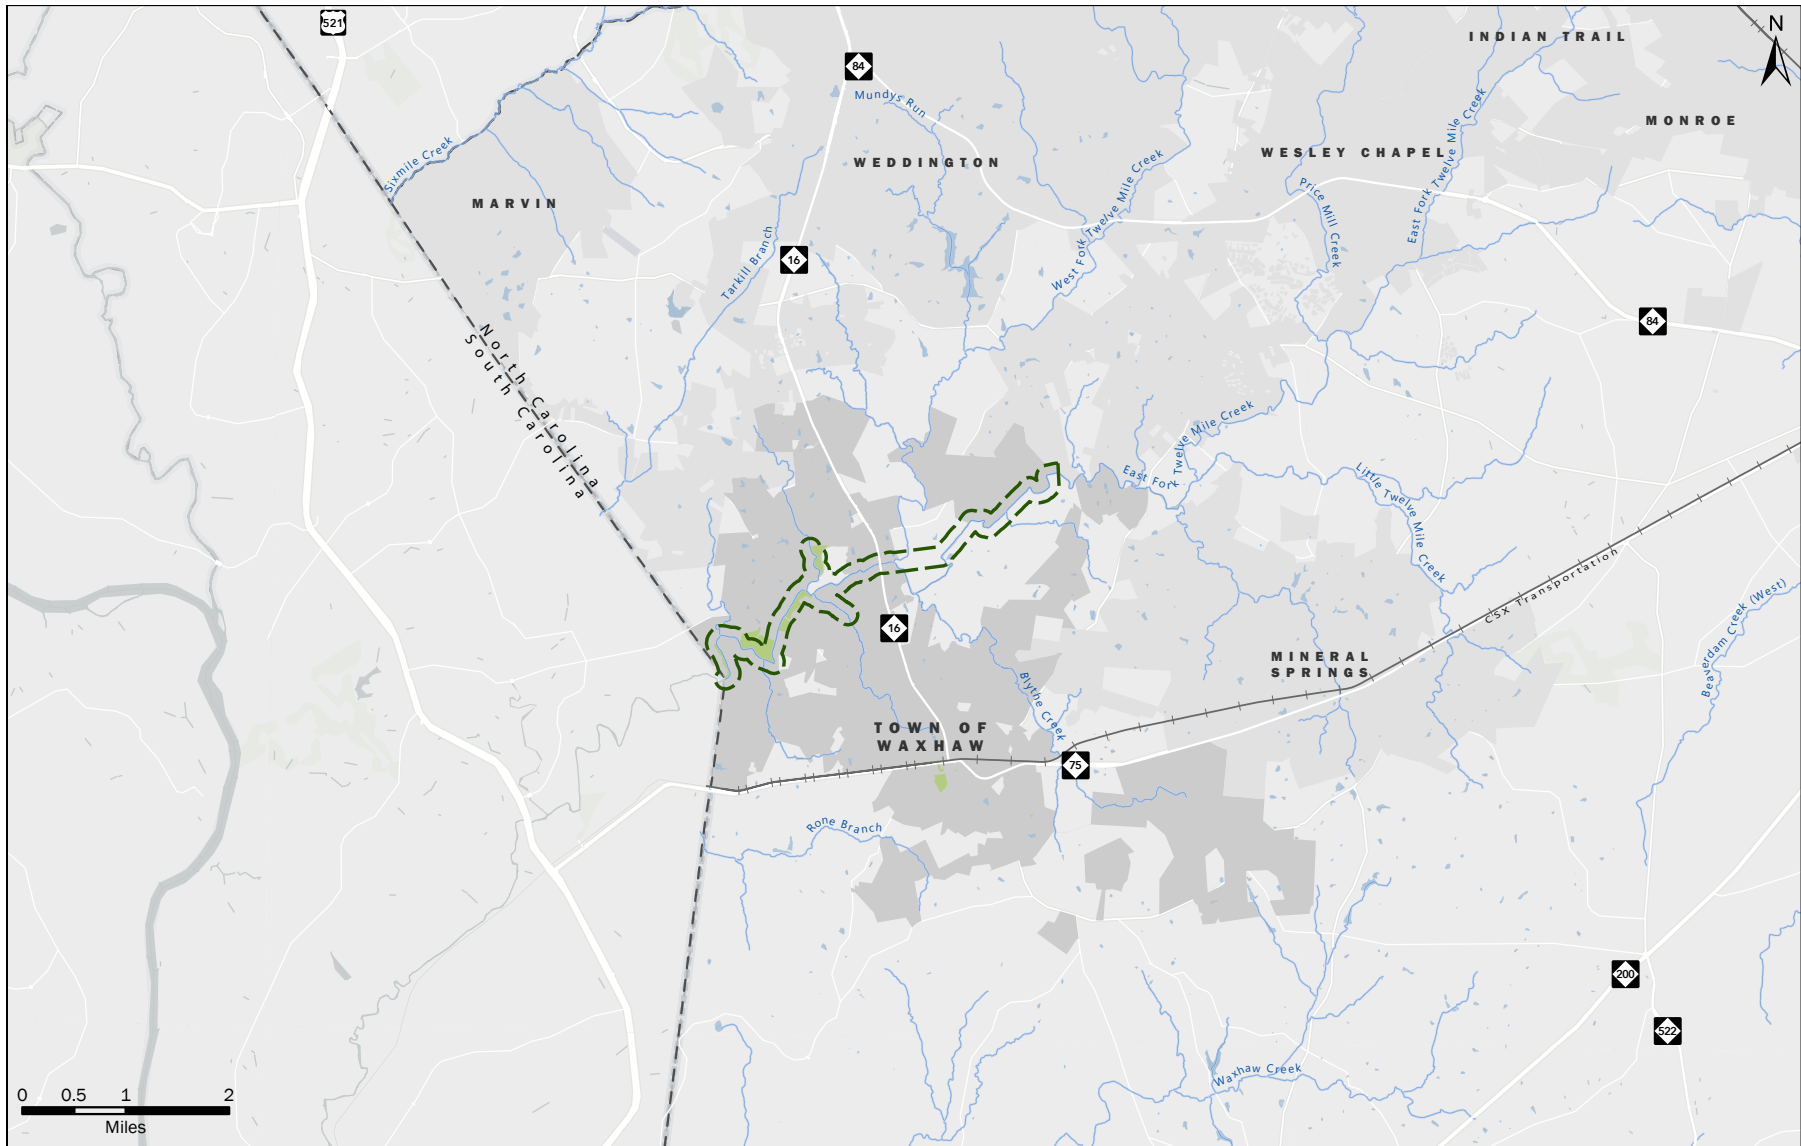 521
N
INDIAN TRAIL
84
Mundys Run
MONROE
WEDDINGTON
WESLEY CHAPEL
Sixmile Creek
MARVIN
West Fork Twelve Mile Creek
Price Mill Creek
East Fork Twelve Mile Creek
Tarkill Branch
16
84
North Carolina
South Carolina
East Fork Twelve Mile Creek
Little Twelve Mile Creek
CSX Transportation
Beaverdam Creek (West)
16
MINERAL
SPRINGS
Blythe Creek
TOWN OF
WAXHAW
75
Rone Branch
200
522
Waxhaw Creek
0 0.5 1 2
Miles